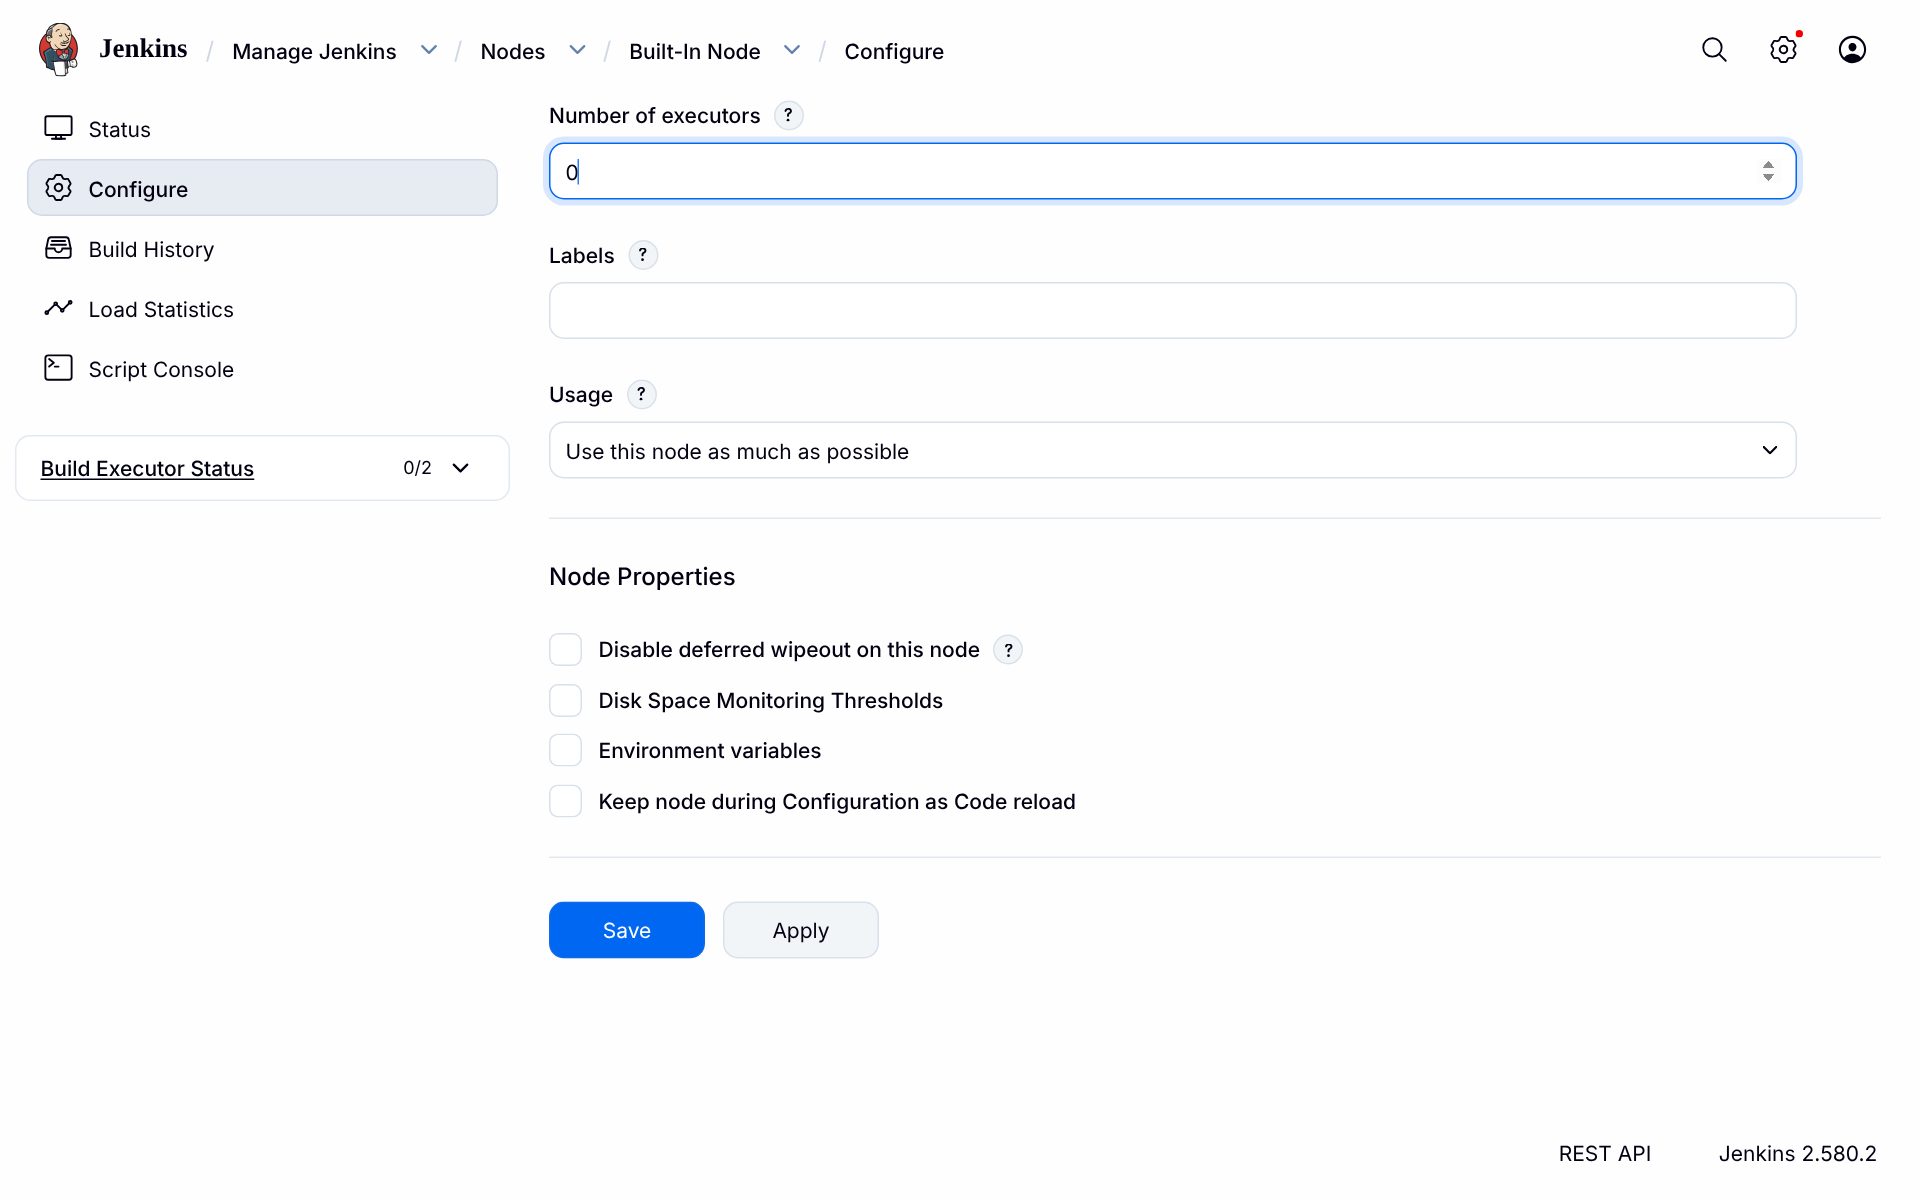 Jenkins / Manage Jenkins / Nodes / Built-In Node / Configure
Status
Configure
Build History
Load Statistics
Script Console
Build Executor Status 0/2
Number of executors ?
0
Labels ?
Usage ?
Use this node as much as possible
Node Properties
Disable deferred wipeout on this node ?
Disk Space Monitoring Thresholds
Environment variables
Keep node during Configuration as Code reload
Save Apply
REST API Jenkins 2.580.2